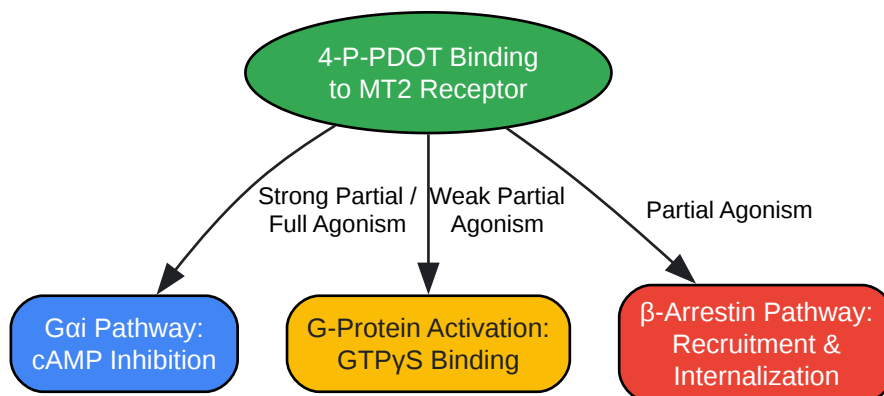 4-P-PDOT Binding
to MT2 Receptor
Strong Partial /
Full Agonism
Weak Partial
Agonism
Partial Agonism
Gαi Pathway:
cAMP Inhibition
G-Protein Activation:
GTPγS Binding
β-Arrestin Pathway:
Recruitment &
Internalization